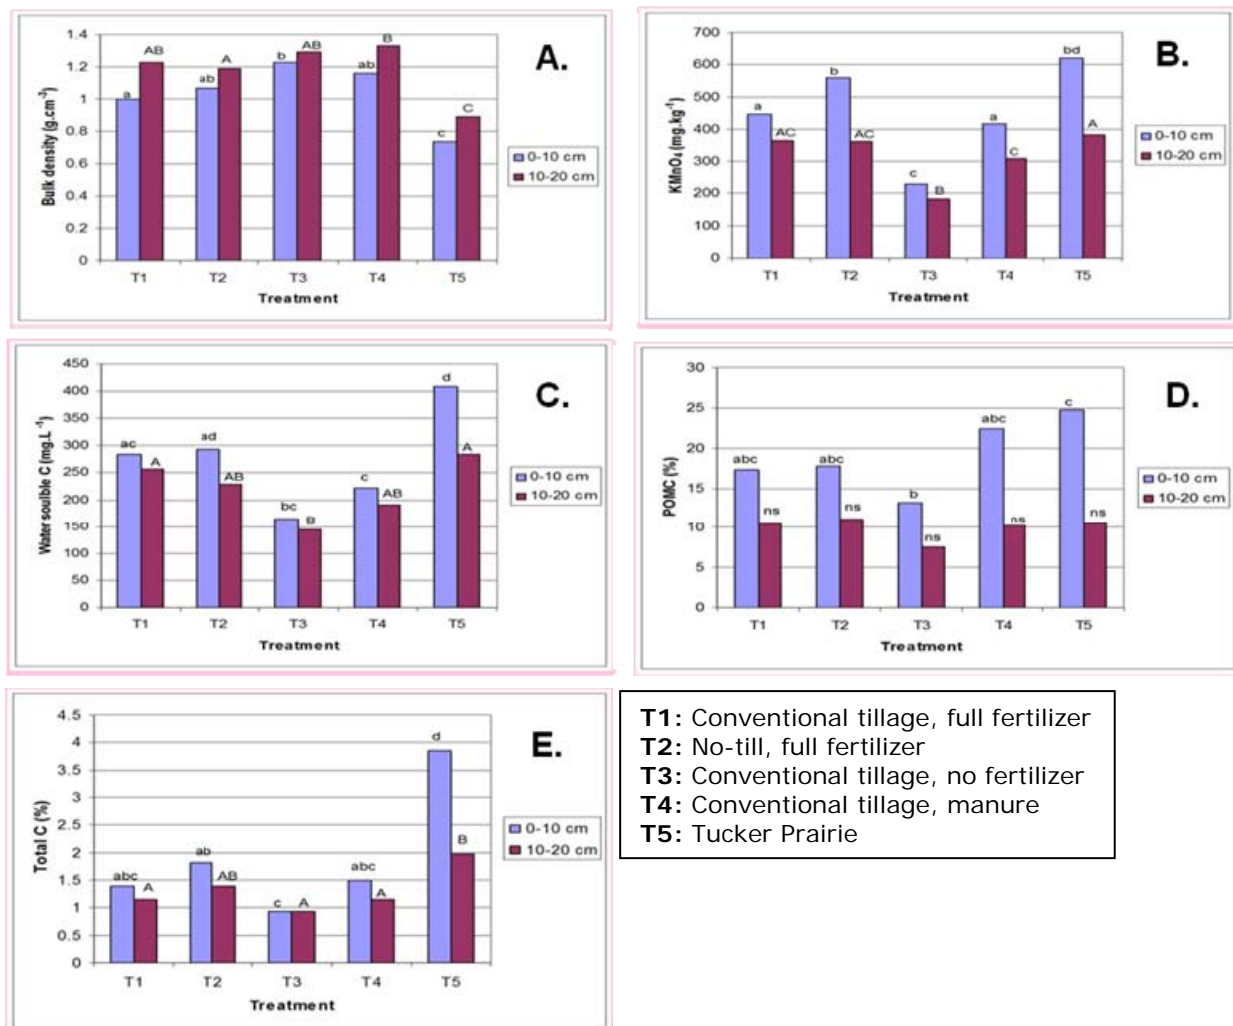 A.
Bulk density (g.cm⁻³)
1.4
1.2
1
0.8
0.6
0.4
0.2
0
a AB ab A b AB ab B c C
T1 T2 T3 T4 T5
Treatment
0-10 cm
10-20 cm
B.
KMnO₄ (mg.kg⁻¹)
700
600
500
400
300
200
100
0
a AC b AC c B a C bd A
T1 T2 T3 T4 T5
Treatment
0-10 cm
10-20 cm
C.
Water soulble C (mg.L⁻¹)
450
400
350
300
250
200
150
100
50
0
ac A ad AB bc B c AB d A
T1 T2 T3 T4 T5
Treatment
0-10 cm
10-20 cm
D.
POMC (%)
30
25
20
15
10
5
0
abc ns abc ns b ns abc ns c ns
T1 T2 T3 T4 T5
Treatment
0-10 cm
10-20 cm
E.
Total C (%)
4.5
4
3.5
3
2.5
2
1.5
1
0.5
0
abc A ab AB c A abc A d B
T1 T2 T3 T4 T5
Treatment
0-10 cm
10-20 cm
T1: Conventional tillage, full fertilizer
T2: No-till, full fertilizer
T3: Conventional tillage, no fertilizer
T4: Conventional tillage, manure
T5: Tucker Prairie